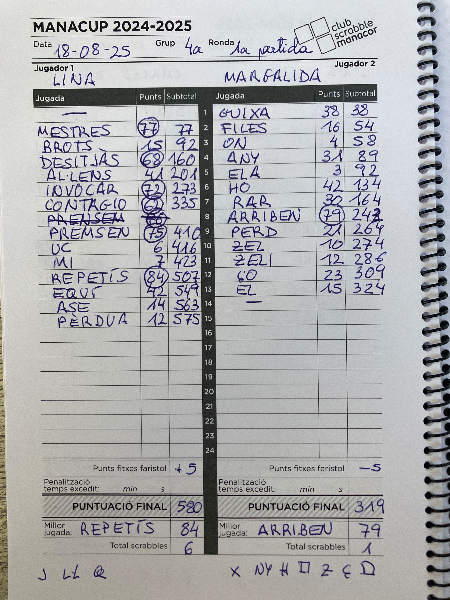 MANACUP 2024-2025
club scrabble manacor
Data 18-08-25 Grup 4a Ronda 1a partida
Jugador 1 Jugador 2
LINA MARGALIDA
Jugada Punts Subtotal Jugada Punts Subtotal
— 1 GUIXA 38 38
MESTRES 77 77 2 FILES 16 54
BROTS 15 92 3 ON 4 58
DESITJAS 68 160 4 ANY 31 89
AL·LENS 41 201 5 ELA 3 92
INVOCAR 72 273 6 HO 42 134
CONTAGIO 62 335 7 RAR 30 164
PRENSEM 8 ARRIBEN 79 243
PREMSEN 75 410 9 PERD 21 264
UC 6 416 10 ZEL 10 274
MI 7 423 11 ZELI 12 286
REPETÍS 84 507 12 ÇO 23 309
EQUI 42 549 13 EL 15 324
ASE 14 563 14 —
PERDUA 12 575 15
16
17
18
19
20
21
22
23
24
Punts fitxes faristol +5 Punts fitxes faristol -5
Penalització temps excedit: min s Penalització temps excedit: min s
PUNTUACIÓ FINAL 580 PUNTUACIÓ FINAL 319
Millor jugada: REPETÍS 84 Millor jugada: ARRIBEN 79
Total scrabbles 6 Total scrabbles 1
J LL Q X NY H Z